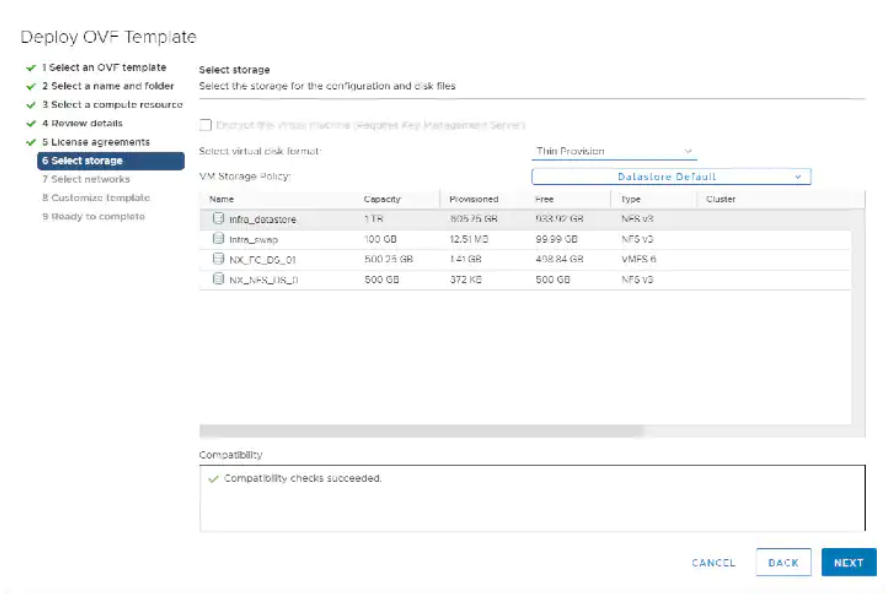 Deploy OVF Template
1 Select an OVF template
2 Select a name and folder
3 Select a compute resource
4 Review details
5 License agreements
6 Select storage
7 Select networks
8 Customize template
9 Ready to complete
Select storage
Select the storage for the configuration and disk files
Encrypt this virtual machine (Requires Key Management Server)
Select virtual disk format: Thin Provision
VM Storage Policy: Datastore Default
Name Capacity Provisioned Free Type Cluster
infra_datastore 1 TB 605.75 GB 933.92 GB NFS v3
infra_swap 100 GB 12.51 MB 99.99 GB NFS v3
NX_FC_DS_01 500.25 GB 1.41 GB 498.84 GB VMFS 6
500 GB 372 KB 500 GB NFS v3
Compatibility
Compatibility checks succeeded.
CANCEL BACK NEXT